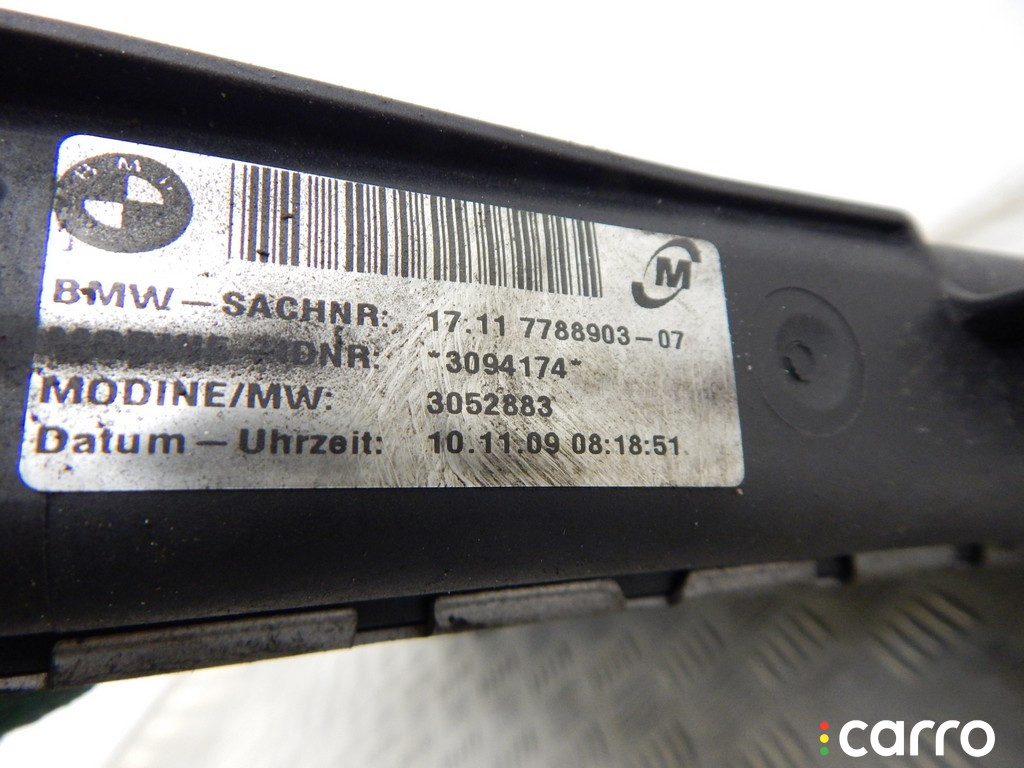 BMW
M
BMW-SACHNR: 17.11 7788903-07
IDNR: *3094174*
MODINE/MW: 3052883
Datum-Uhrzeit: 10.11.09 08:18:51
carro